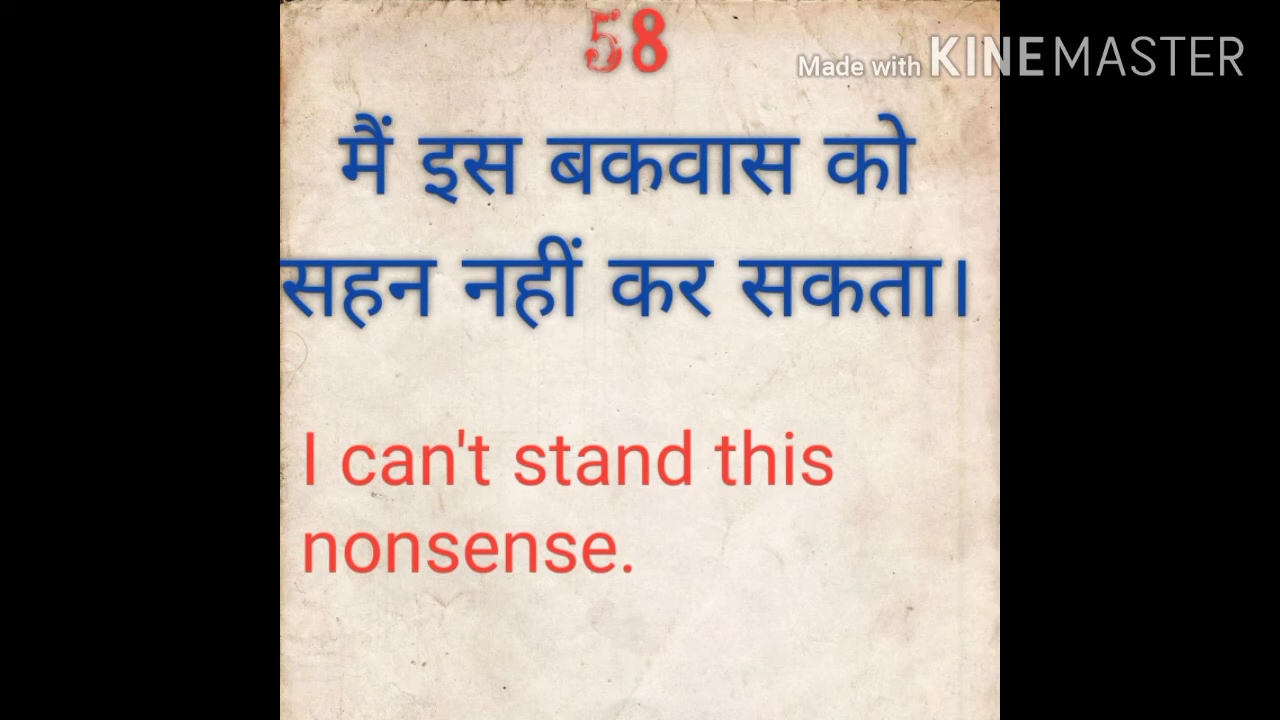 58
Made with KINEMASTER
मैं इस बकवास को
सहन नहीं कर सकता।
I can't stand this
nonsense.